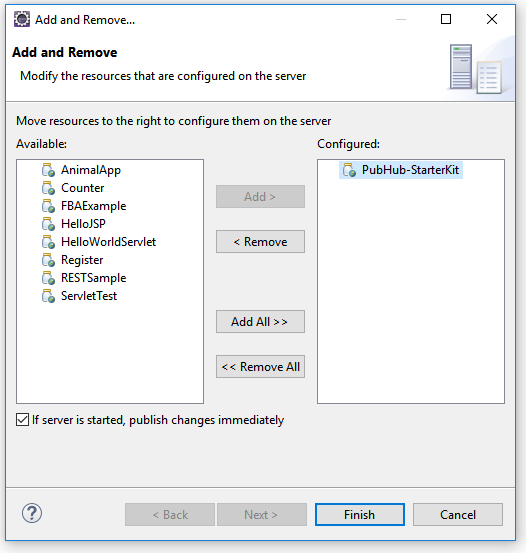 Add and Remove...
Add and Remove
Modify the resources that are configured on the server
Move resources to the right to configure them on the server
Available:
Configured:
AnimalApp
Counter
FBAExample
HelloJSP
HelloWorldServlet
Register
RESTSample
ServletTest
Add >
< Remove
Add All >>
<< Remove All
PubHub-StarterKit
If server is started, publish changes immediately
?
< Back
Next >
Finish
Cancel